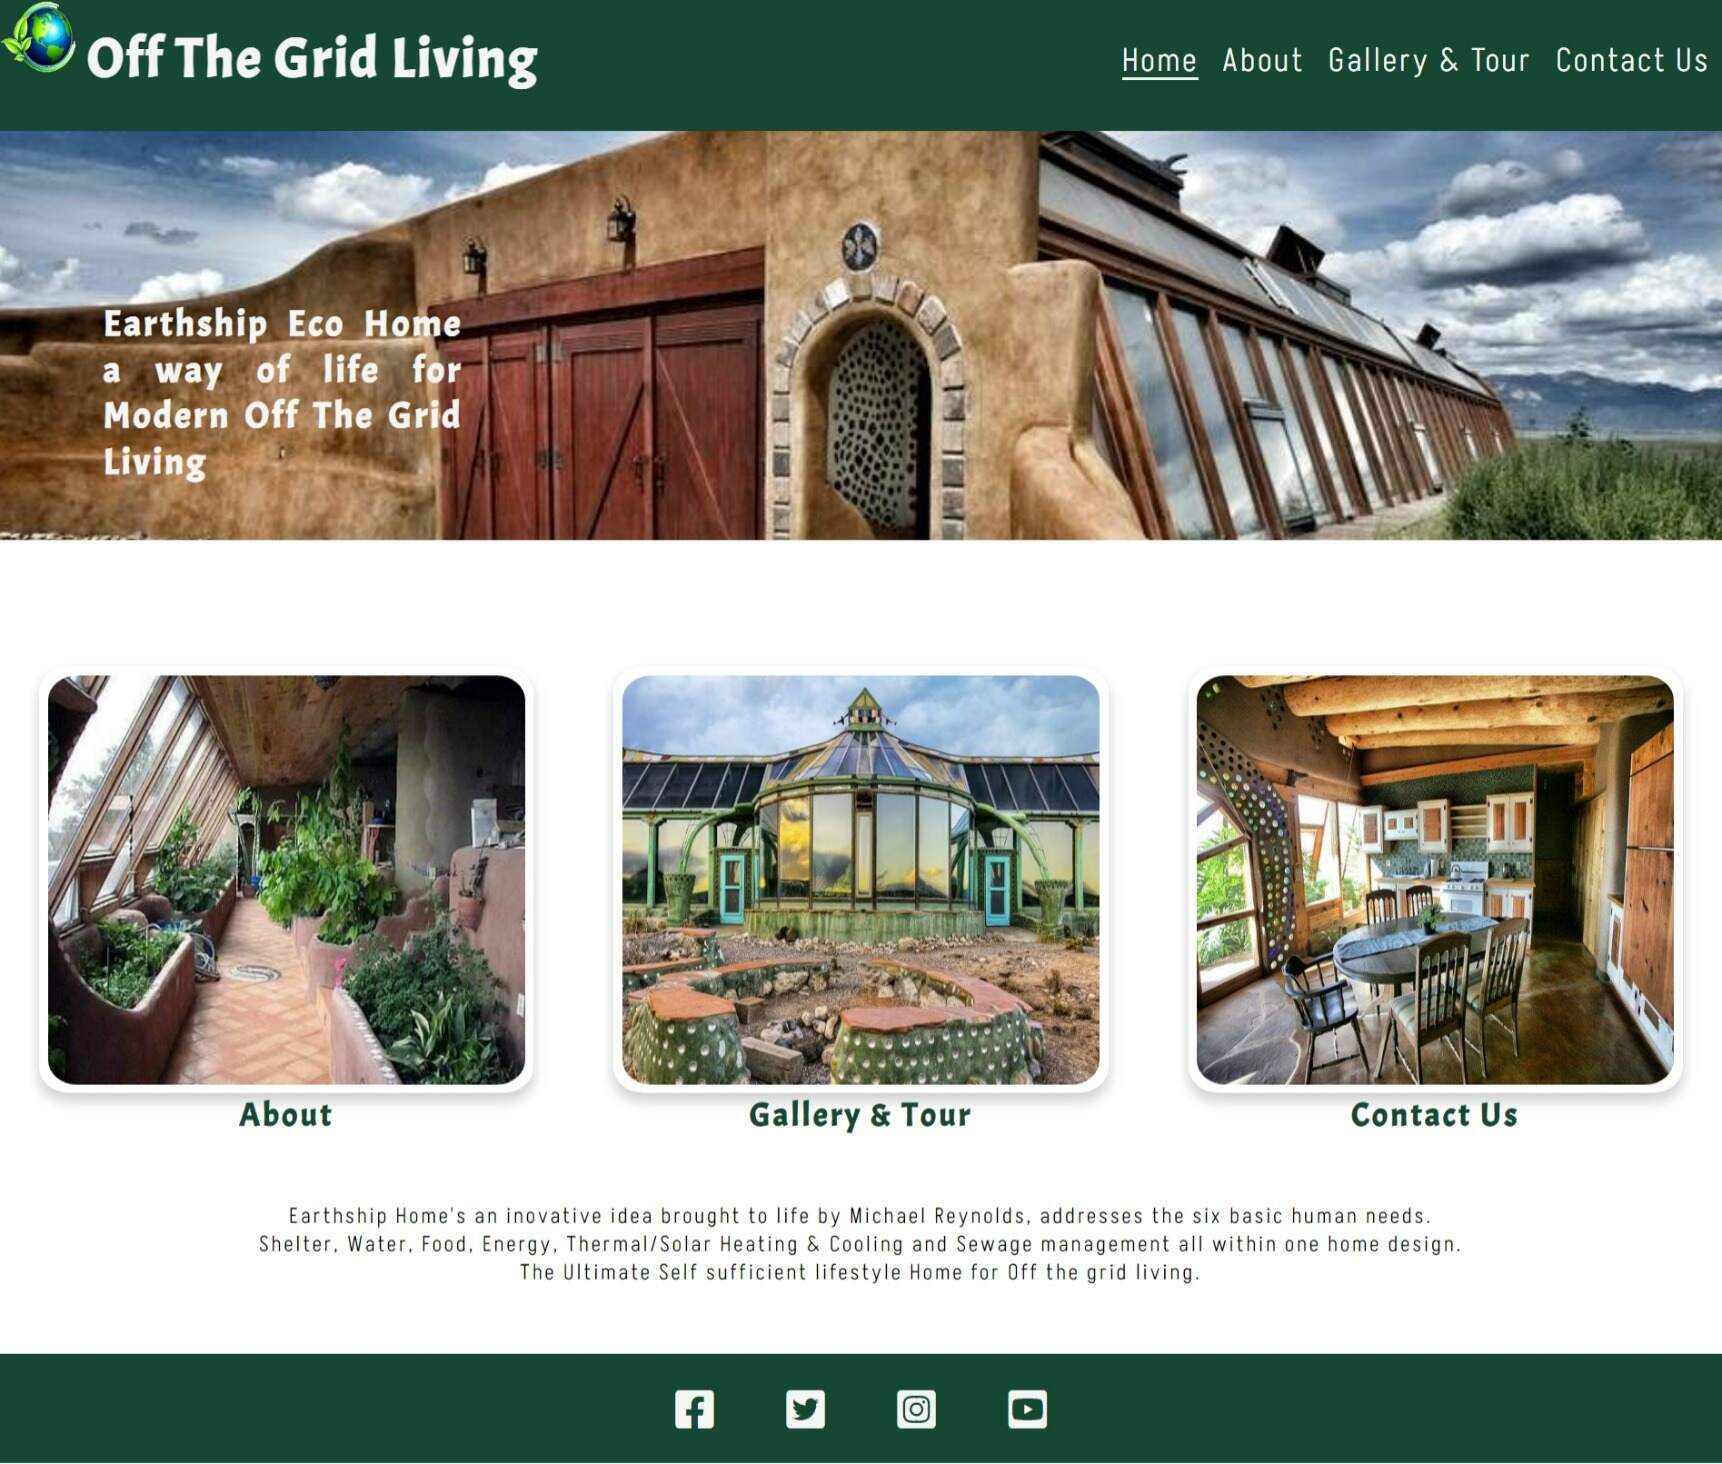 Off The Grid Living
Home About Gallery & Tour Contact Us
Earthship Eco Home
a way of life for
Modern Off The Grid
Living
About
Gallery & Tour
Contact Us
Earthship Home's an inovative idea brought to life by Michael Reynolds, addresses the six basic human needs.
Shelter, Water, Food, Energy, Thermal/Solar Heating & Cooling and Sewage management all within one home design.
The Ultimate Self sufficient lifestyle Home for Off the grid living.